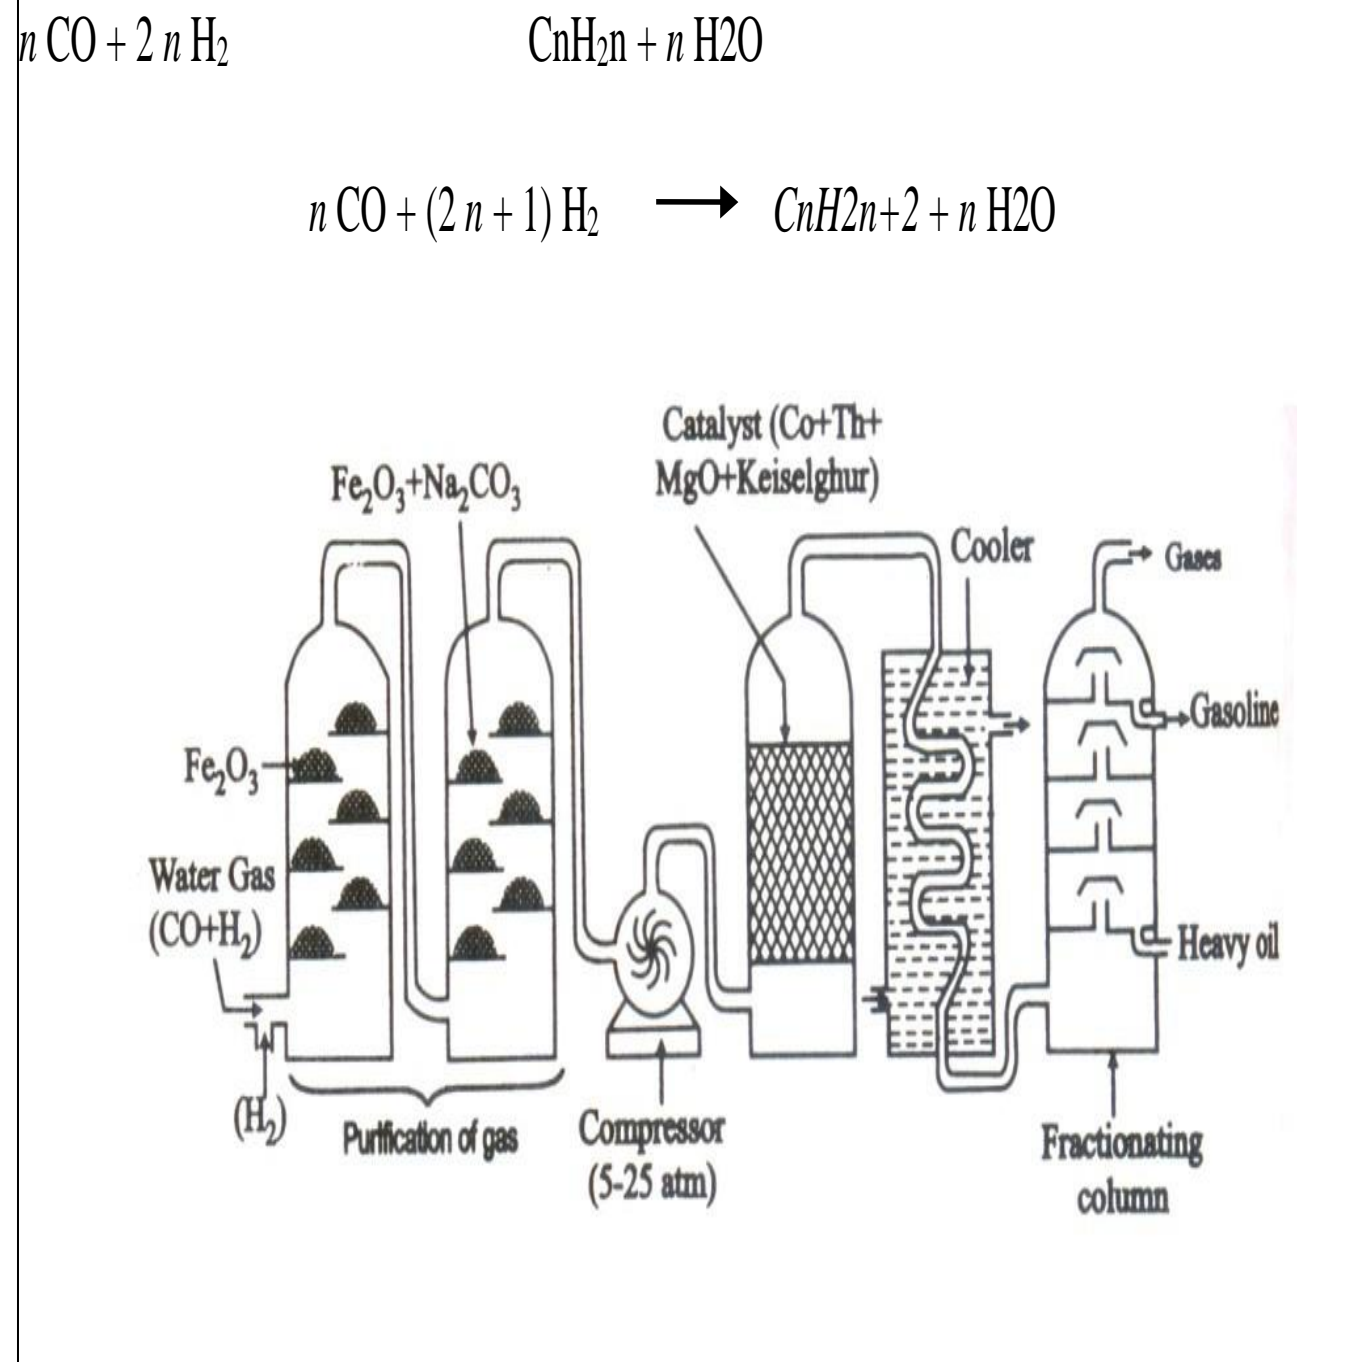 n CO + 2 n H₂ CnH₂n + n H2O
n CO + (2 n + 1) H₂ ⟶ CnH2n+2 + n H2O
Catalyst (Co+Th+
MgO+Keiselghur)
Fe₂O₃+Na₂CO₃
Cooler
Gases
Gasoline
Fe₂O₃
Water Gas
(CO+H₂)
Heavy oil
(H₂)
Purification of gas
Compressor
(5-25 atm)
Fractionating
column